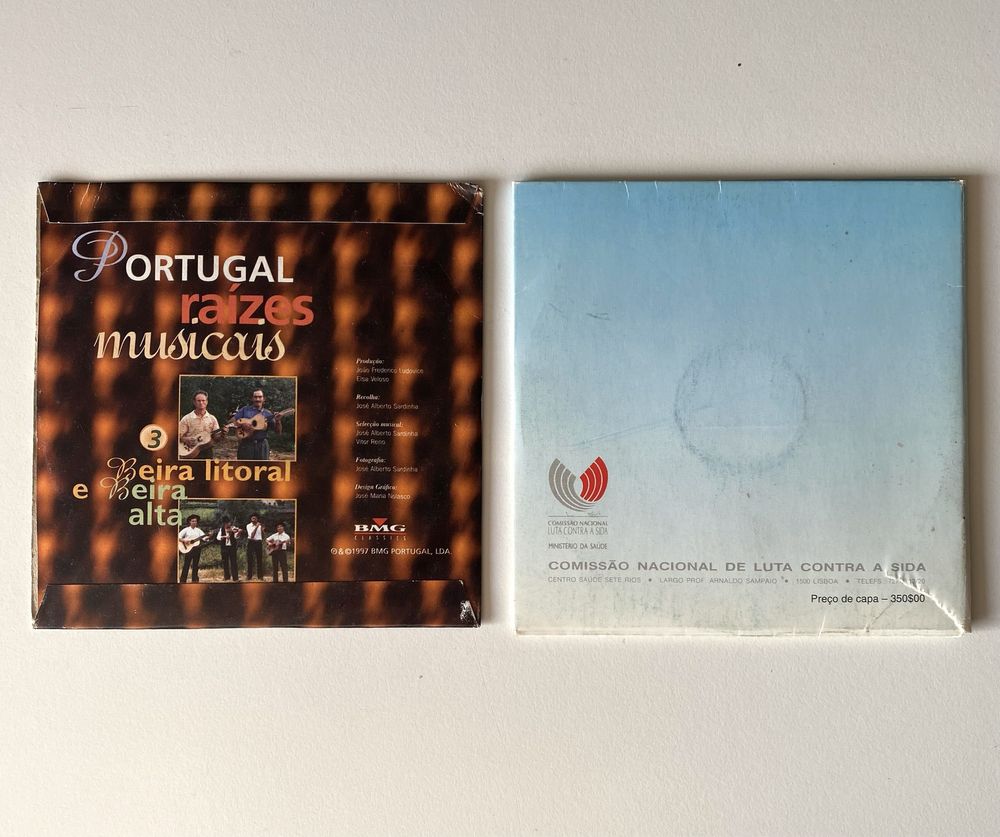 PORTUGAL
raízes
musicais
3
Beira litoral
e Beira
alta
Produção:
João Frederico Ludovice
Elsa Veloso
Recolha:
José Alberto Sardinha
Selecção musical:
José Alberto Sardinha
Vitor Reno
Fotografia:
José Alberto Sardinha
Design Gráfico:
José Maria Nolasco
BMG
CLASSICS
℗ & ©1997 BMG PORTUGAL, LDA.
COMISSÃO NACIONAL
LUTA CONTRA A SIDA
MINISTÉRIO DA SAÚDE
COMISSÃO NACIONAL DE LUTA CONTRA A SIDA
CENTRO SAÚDE SETE RIOS • LARGO PROF. ARNALDO SAMPAIO • 1500 LISBOA • TELEFS.
Preço de capa – 350$00